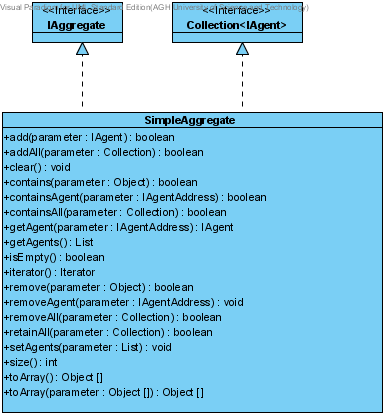 Visual Paradigm for UML Standard Edition(AGH University of Science and Technology)
<<Interface>>
IAggregate
<<Interface>>
Collection<IAgent>
SimpleAggregate
+add(parameter : IAgent) : boolean
+addAll(parameter : Collection) : boolean
+clear() : void
+contains(parameter : Object) : boolean
+containsAgent(parameter : IAgentAddress) : boolean
+containsAll(parameter : Collection) : boolean
+getAgent(parameter : IAgentAddress) : IAgent
+getAgents() : List
+isEmpty() : boolean
+iterator() : Iterator
+remove(parameter : Object) : boolean
+removeAgent(parameter : IAgentAddress) : void
+removeAll(parameter : Collection) : boolean
+retainAll(parameter : Collection) : boolean
+setAgents(parameter : List) : void
+size() : int
+toArray() : Object []
+toArray(parameter : Object []) : Object []